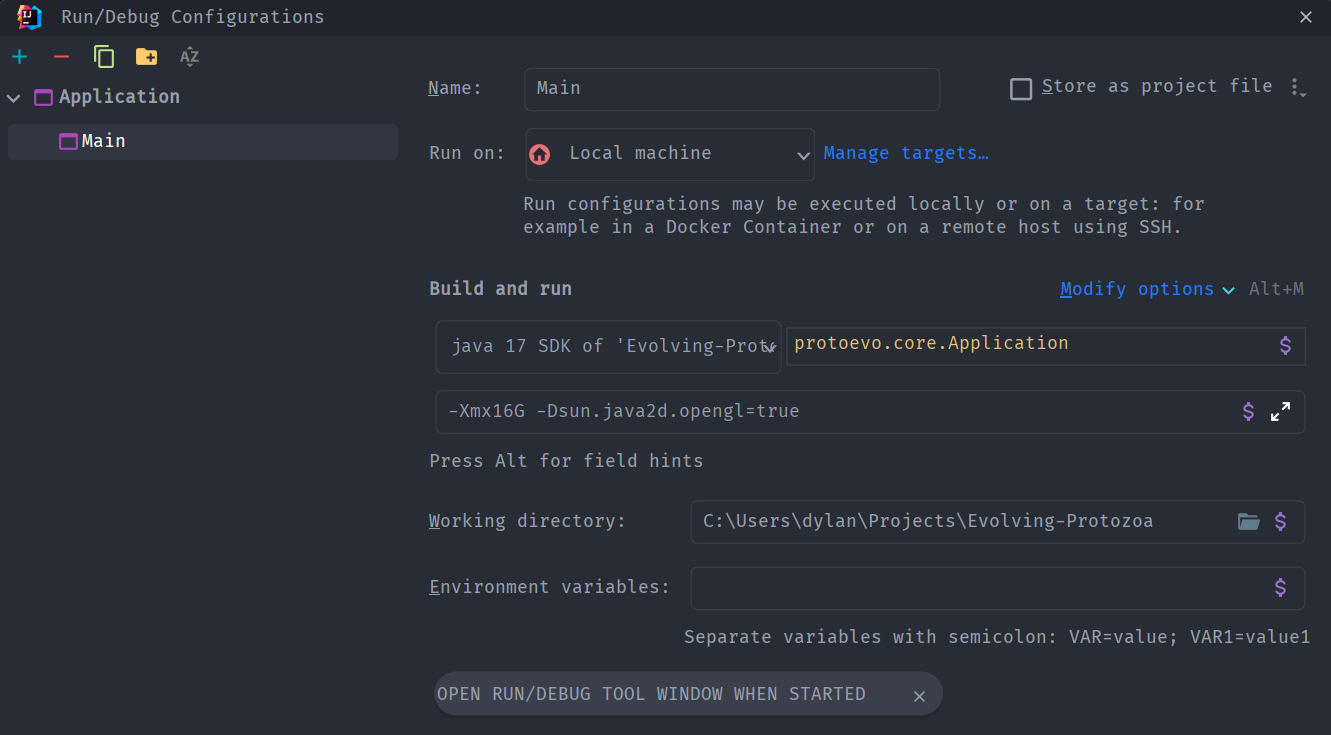 Run/Debug Configurations
AZ
Application
Main
Name:
Main
Store as project file
Run on:
Local machine
Manage targets…
Run configurations may be executed locally or on a target: for
example in a Docker Container or on a remote host using SSH.
Build and run
Modify options
Alt+M
java 17 SDK of 'Evolving-Proto
protoevo.core.Application
-Xmx16G -Dsun.java2d.opengl=true
Press Alt for field hints
Working directory:
C:\Users\dylan\Projects\Evolving-Protozoa
Environment variables:
Separate variables with semicolon: VAR=value; VAR1=value1
OPEN RUN/DEBUG TOOL WINDOW WHEN STARTED